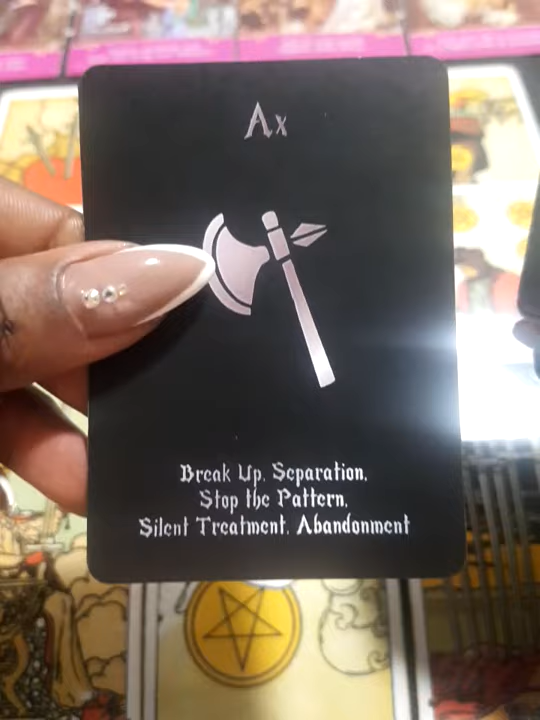 Ax
Break Up, Separation,
Stop the Pattern,
Silent Treatment, Abandonment